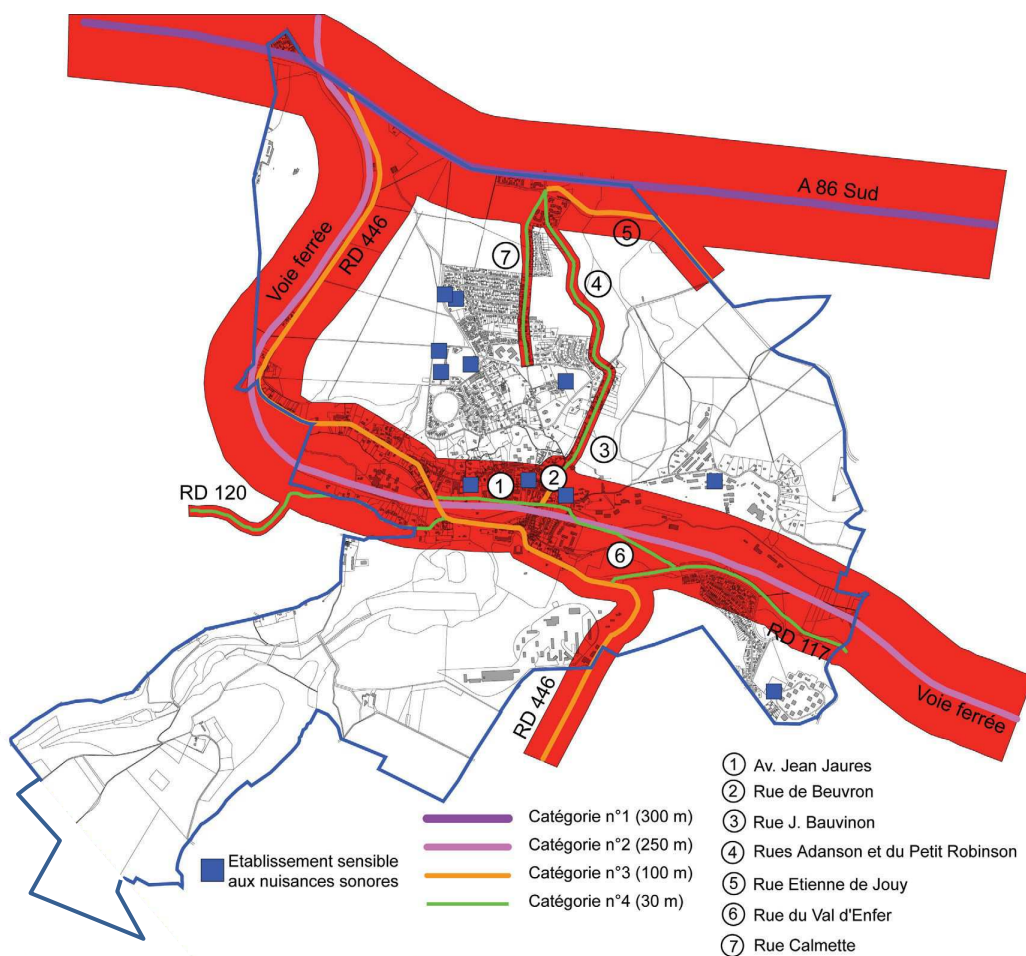 A 86 Sud
5
7
4
RD 446
Voie ferrée
3
2
1
RD 120
6
RD 117
RD 446
Voie ferrée
Etablissement sensible
aux nuisances sonores
Catégorie n°1 (300 m)
Catégorie n°2 (250 m)
Catégorie n°3 (100 m)
Catégorie n°4 (30 m)
1 Av. Jean Jaures
2 Rue de Beuvron
3 Rue J. Bauvinon
4 Rues Adanson et du Petit Robinson
5 Rue Etienne de Jouy
6 Rue du Val d'Enfer
7 Rue Calmette